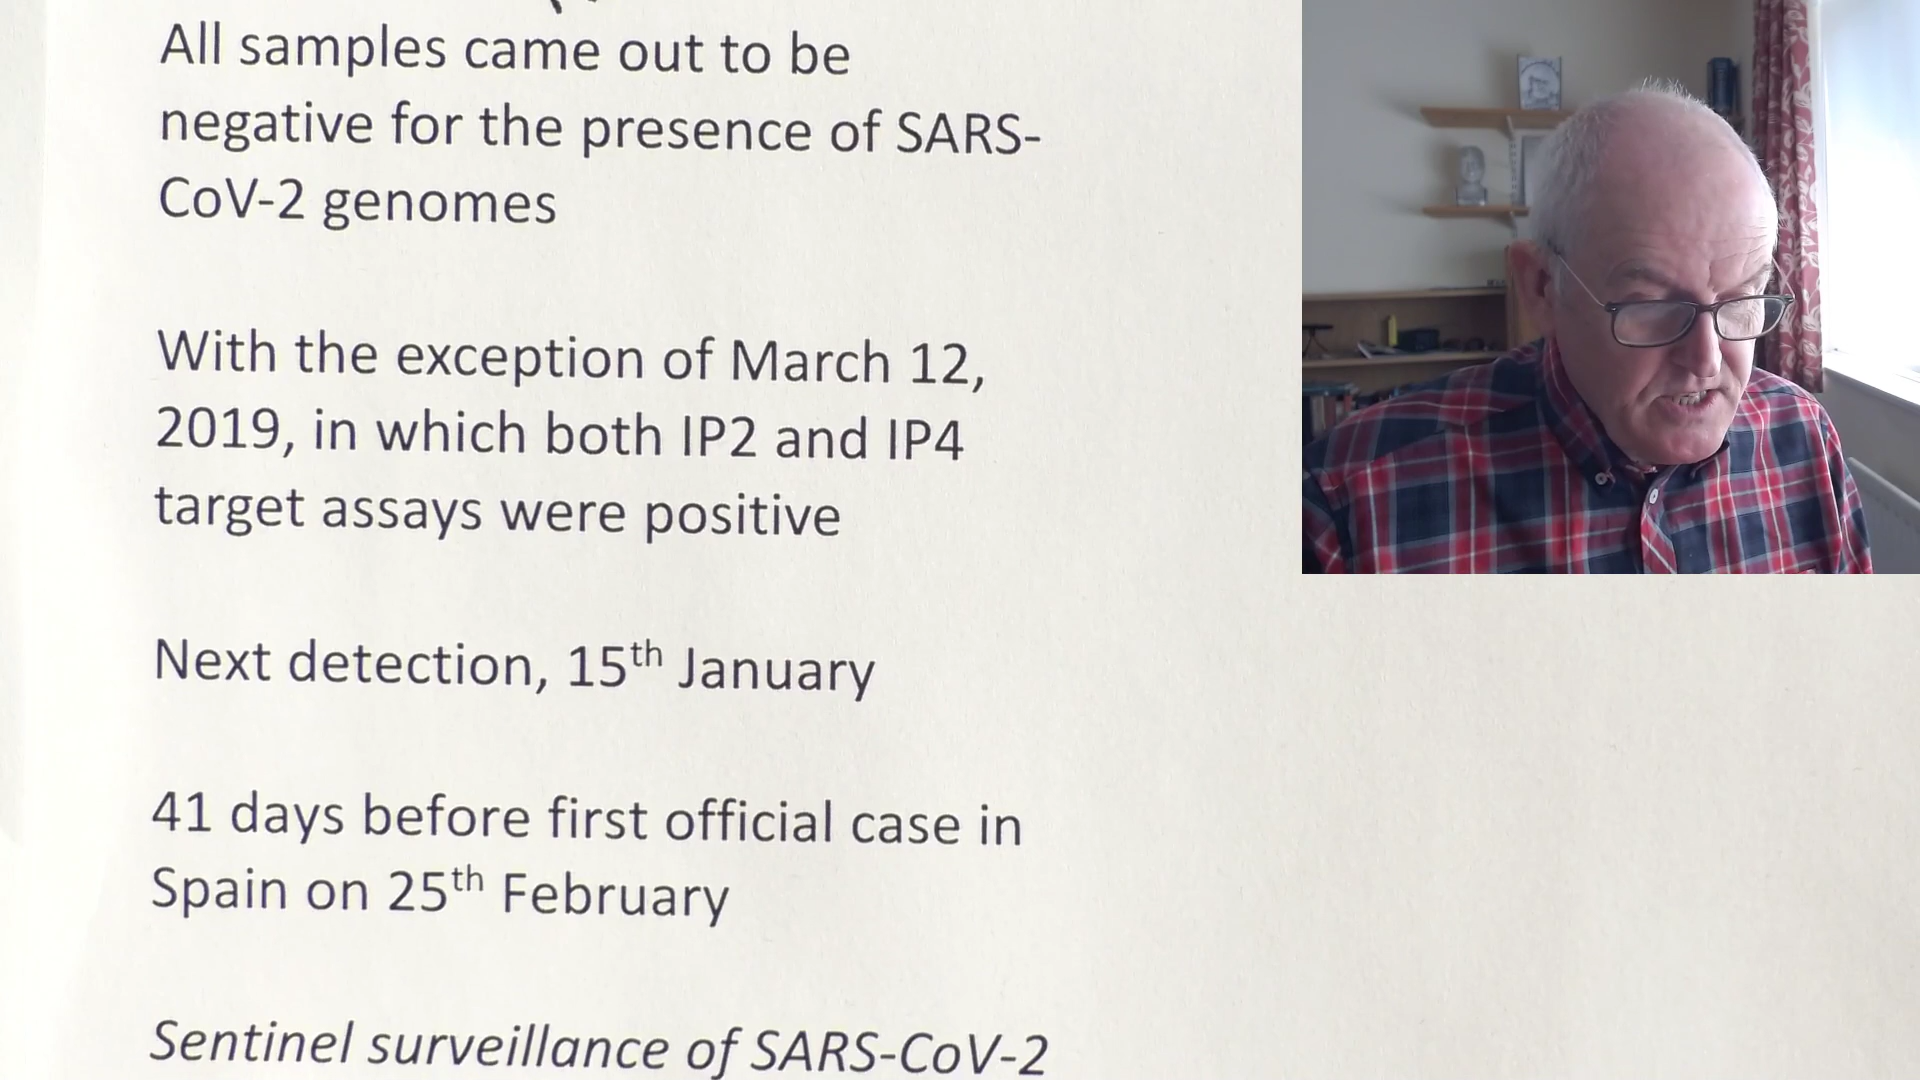 All samples came out to be
negative for the presence of SARS-
CoV-2 genomes
With the exception of March 12,
2019, in which both IP2 and IP4
target assays were positive
Next detection, 15th January
41 days before first official case in
Spain on 25th February
Sentinel surveillance of SARS-CoV-2